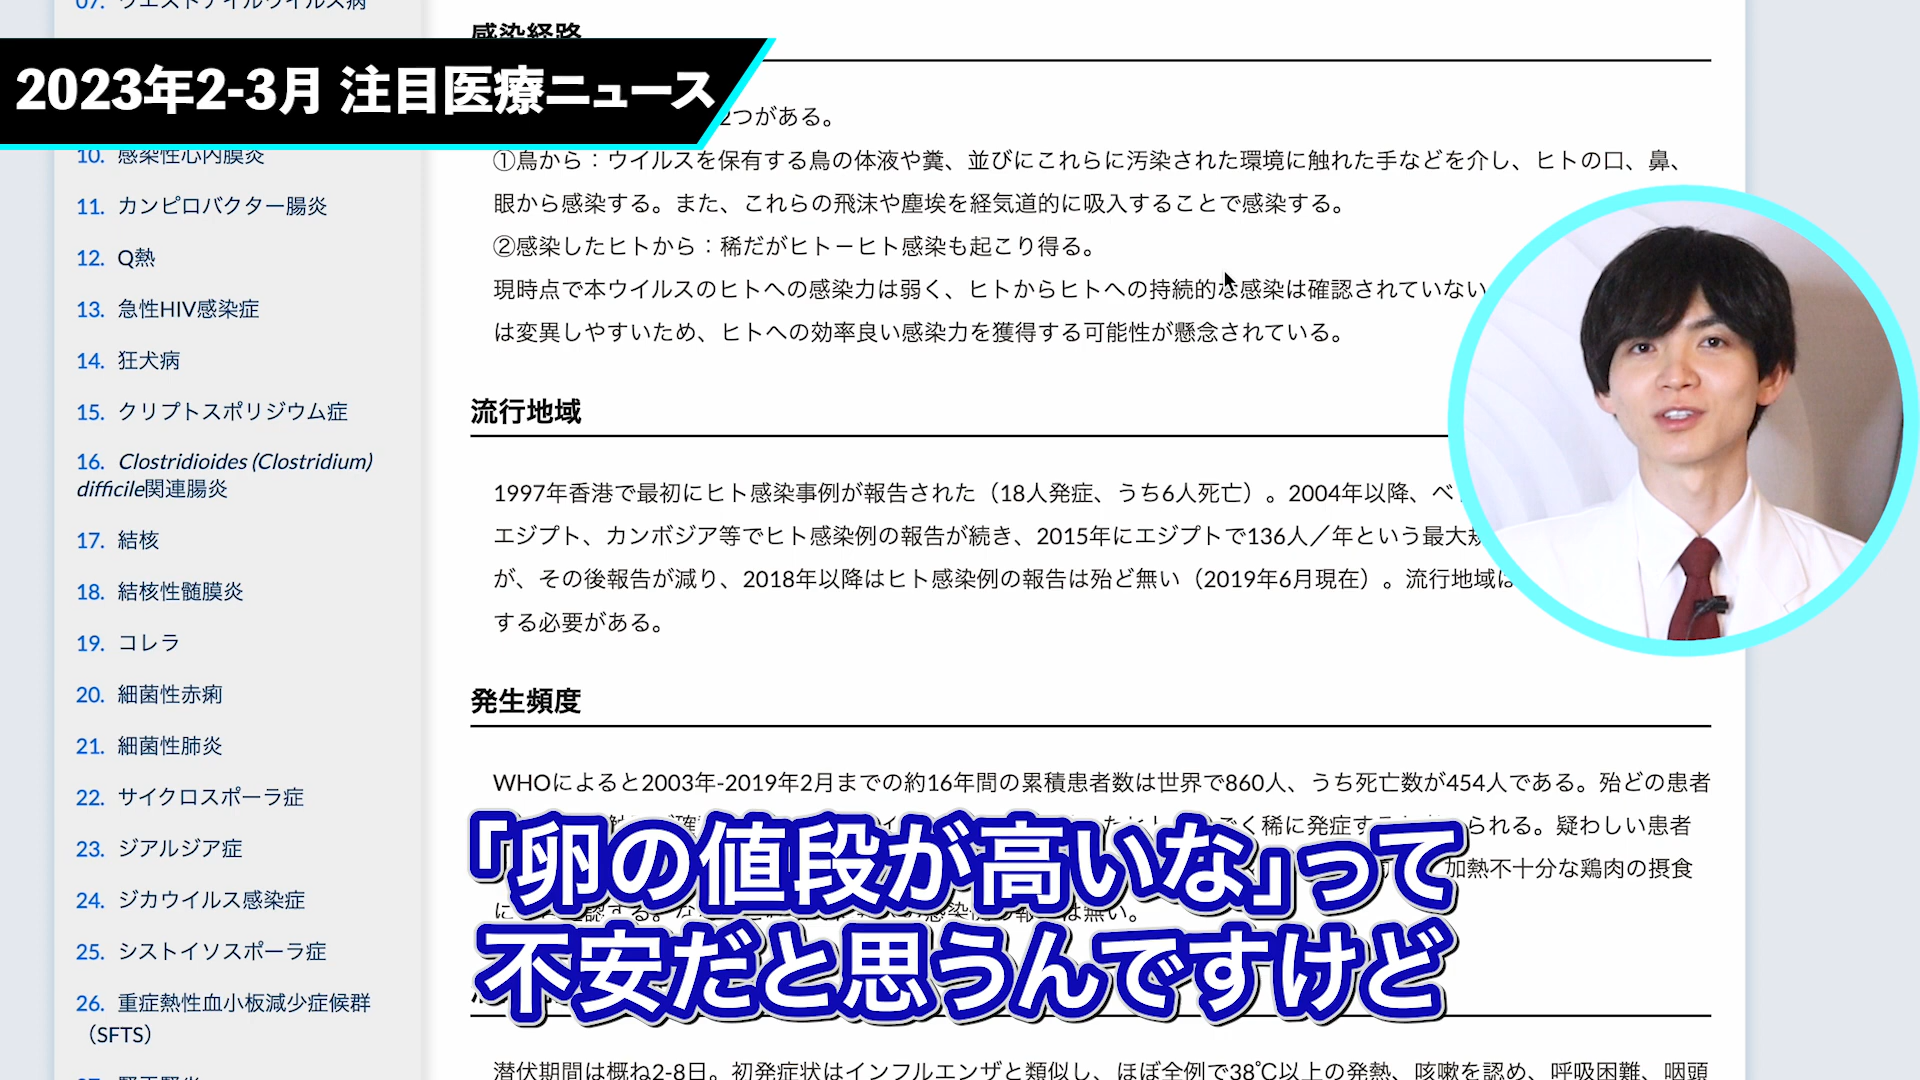 2023年2-3月 注目医療ニュース
10. 感染性心内膜炎
11. カンピロバクター腸炎
12. Q熱
13. 急性HIV感染症
14. 狂犬病
15. クリプトスポリジウム症
16. Clostridioides (Clostridium)
difficile関連腸炎
17. 結核
18. 結核性髄膜炎
19. コレラ
20. 細菌性赤痢
21. 細菌性肺炎
22. サイクロスポーラ症
23. ジアルジア症
24. ジカウイルス感染症
25. シストイソスポーラ症
26. 重症熱性血小板減少症候群
（SFTS）
感染経路
2つがある。
①鳥から：ウイルスを保有する鳥の体液や糞、並びにこれらに汚染された環境に触れた手などを介し、ヒトの口、鼻、
眼から感染する。また、これらの飛沫や塵埃を経気道的に吸入することで感染する。
②感染したヒトから：稀だがヒトーヒト感染も起こり得る。
現時点で本ウイルスのヒトへの感染力は弱く、ヒトからヒトへの持続的な感染は確認されていない
は変異しやすいため、ヒトへの効率良い感染力を獲得する可能性が懸念されている。
流行地域
1997年香港で最初にヒト感染事例が報告された（18人発症、うち6人死亡）。2004年以降、ベ
エジプト、カンボジア等でヒト感染例の報告が続き、2015年にエジプトで136人／年という最大
が、その後報告が減り、2018年以降はヒト感染例の報告は殆ど無い（2019年6月現在）。流行地域は
する必要がある。
発生頻度
WHOによると2003年-2019年2月までの約16年間の累積患者数は世界で860人、うち死亡数が454人である。殆どの患者
られる。疑わしい患者
加熱不十分な鶏肉の摂食
は無い。
「卵の値段が高いな」って
不安だと思うんですけど
潜伏期間は概ね2-8日。初発症状はインフルエンザと類似し、ほぼ全例で38℃以上の発熱、咳嗽を認め、呼吸困難、咽頭